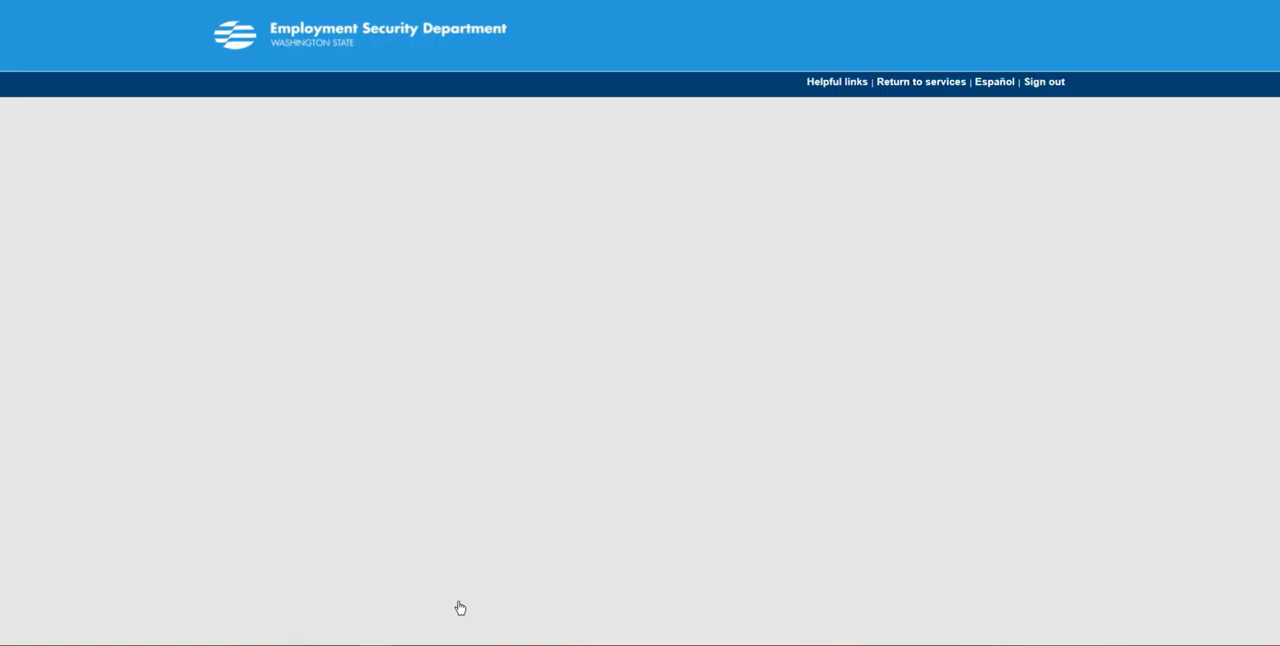 Employment Security Department
WASHINGTON STATE
Helpful links | Return to services | Español | Sign out